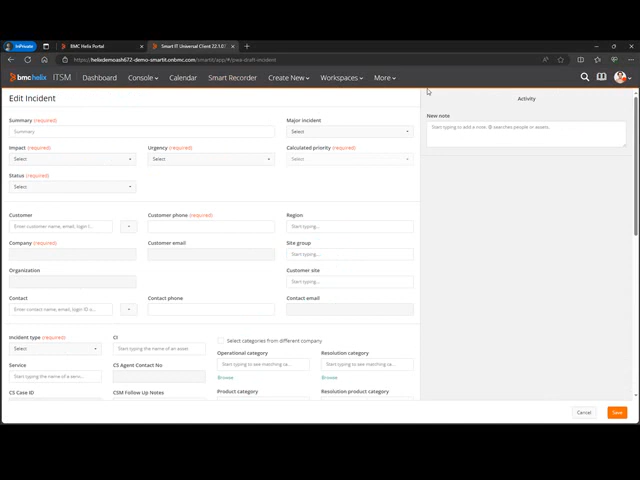 InPrivate
BMC Helix Portal
Smart IT Universal Client 22.1.0
https://helixdemoash672-demo-smartit.onbmc.com/smartit/app/#/pwa-draft-incident
bmchelix ITSM Dashboard Console Calendar Smart Recorder Create New Workspaces More
Edit Incident
Activity
Summary (required)
Major incident
New note
Summary
Select
Start typing to add a note. @ searches people or assets.
Impact (required)
Urgency (required)
Calculated priority (required)
Select
Select
Select
Status (required)
Select
Customer
Customer phone (required)
Region
Enter customer name, email, login I...
Start typing...
Company (required)
Customer email
Site group
Start typing...
Organization
Customer site
Start typing...
Contact
Contact phone
Contact email
Enter contact name, email, login ID o...
Incident type (required)
CI
Select categories from different company
Select
Start typing the name of an asset
Operational category
Resolution category
Service
CS Agent Contact No
Start typing to see matching va...
Start typing to see matching va...
Start typing the name of a serv...
Browse
Browse
CS Case ID
CSM Follow Up Notes
Product category
Resolution product category
Cancel
Save